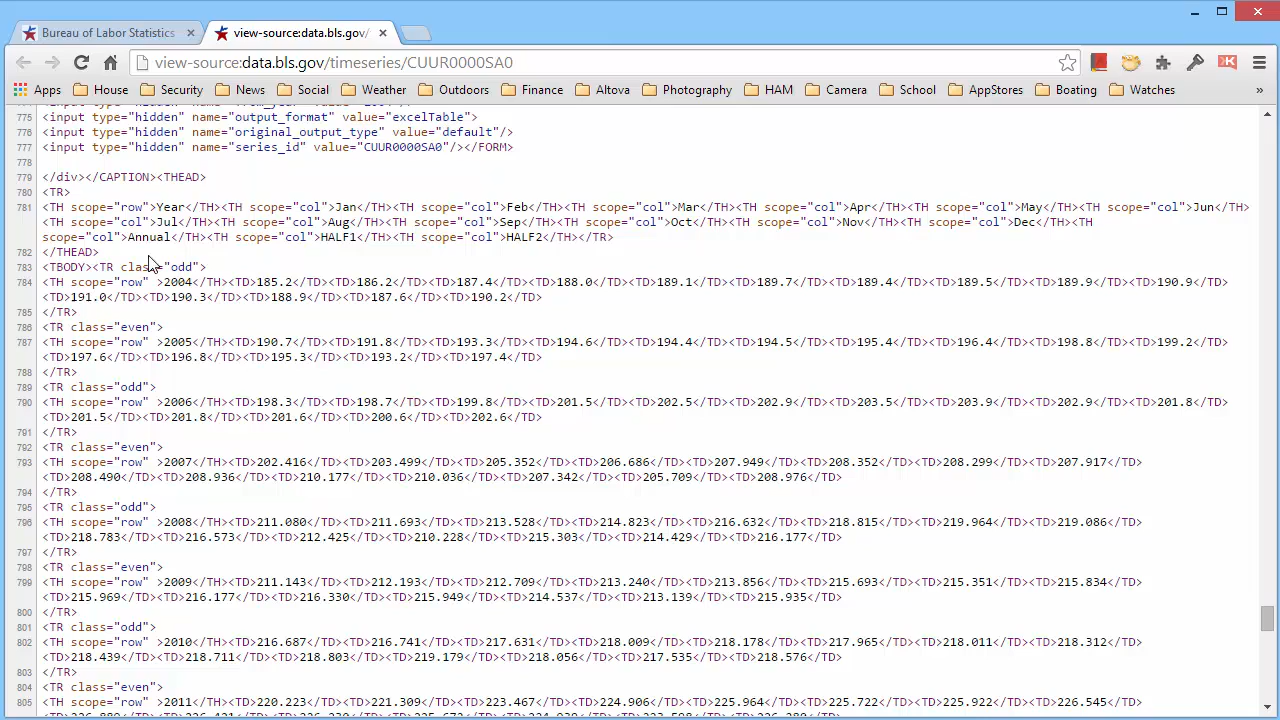 Bureau of Labor Statistics
view-source:data.bls.gov/
view-source:data.bls.gov/timeseries/CUUR0000SA0
Apps House Security News Social Weather Outdoors Finance Altova Photography HAM Camera School AppStores Boating Watches »
775 <input type="hidden" name="output_format" value="excelTable">
776 <input type="hidden" name="original_output_type" value="default"/>
777 <input type="hidden" name="series_id" value="CUUR0000SA0"/></FORM>
778
779 </div></CAPTION><THEAD>
780 <TR>
781 <TH scope="row">Year</TH><TH scope="col">Jan</TH><TH scope="col">Feb</TH><TH scope="col">Mar</TH><TH scope="col">Apr</TH><TH scope="col">May</TH><TH scope="col">Jun</TH>
<TH scope="col">Jul</TH><TH scope="col">Aug</TH><TH scope="col">Sep</TH><TH scope="col">Oct</TH><TH scope="col">Nov</TH><TH scope="col">Dec</TH><TH
scope="col">Annual</TH><TH scope="col">HALF1</TH><TH scope="col">HALF2</TH></TR>
782 </THEAD>
783 <TBODY><TR class="odd">
784 <TH scope="row" >2004</TH><TD>185.2</TD><TD>186.2</TD><TD>187.4</TD><TD>188.0</TD><TD>189.1</TD><TD>189.7</TD><TD>189.4</TD><TD>189.5</TD><TD>189.9</TD><TD>190.9</TD>
<TD>191.0</TD><TD>190.3</TD><TD>188.9</TD><TD>187.6</TD><TD>190.2</TD>
785 </TR>
786 <TR class="even">
787 <TH scope="row" >2005</TH><TD>190.7</TD><TD>191.8</TD><TD>193.3</TD><TD>194.6</TD><TD>194.4</TD><TD>194.5</TD><TD>195.4</TD><TD>196.4</TD><TD>198.8</TD><TD>199.2</TD>
<TD>197.6</TD><TD>196.8</TD><TD>195.3</TD><TD>193.2</TD><TD>197.4</TD>
788 </TR>
789 <TR class="odd">
790 <TH scope="row" >2006</TH><TD>198.3</TD><TD>198.7</TD><TD>199.8</TD><TD>201.5</TD><TD>202.5</TD><TD>202.9</TD><TD>203.5</TD><TD>203.9</TD><TD>202.9</TD><TD>201.8</TD>
<TD>201.5</TD><TD>201.8</TD><TD>201.6</TD><TD>200.6</TD><TD>202.6</TD>
791 </TR>
792 <TR class="even">
793 <TH scope="row" >2007</TH><TD>202.416</TD><TD>203.499</TD><TD>205.352</TD><TD>206.686</TD><TD>207.949</TD><TD>208.352</TD><TD>208.299</TD><TD>207.917</TD>
<TD>208.490</TD><TD>208.936</TD><TD>210.177</TD><TD>210.036</TD><TD>207.342</TD><TD>205.709</TD><TD>208.976</TD>
794 </TR>
795 <TR class="odd">
796 <TH scope="row" >2008</TH><TD>211.080</TD><TD>211.693</TD><TD>213.528</TD><TD>214.823</TD><TD>216.632</TD><TD>218.815</TD><TD>219.964</TD><TD>219.086</TD>
<TD>218.783</TD><TD>216.573</TD><TD>212.425</TD><TD>210.228</TD><TD>215.303</TD><TD>214.429</TD><TD>216.177</TD>
797 </TR>
798 <TR class="even">
799 <TH scope="row" >2009</TH><TD>211.143</TD><TD>212.193</TD><TD>212.709</TD><TD>213.240</TD><TD>213.856</TD><TD>215.693</TD><TD>215.351</TD><TD>215.834</TD>
<TD>215.969</TD><TD>216.177</TD><TD>216.330</TD><TD>215.949</TD><TD>214.537</TD><TD>213.139</TD><TD>215.935</TD>
800 </TR>
801 <TR class="odd">
802 <TH scope="row" >2010</TH><TD>216.687</TD><TD>216.741</TD><TD>217.631</TD><TD>218.009</TD><TD>218.178</TD><TD>217.965</TD><TD>218.011</TD><TD>218.312</TD>
<TD>218.439</TD><TD>218.711</TD><TD>218.803</TD><TD>219.179</TD><TD>218.056</TD><TD>217.535</TD><TD>218.576</TD>
803 </TR>
804 <TR class="even">
805 <TH scope="row" >2011</TH><TD>220.223</TD><TD>221.309</TD><TD>223.467</TD><TD>224.906</TD><TD>225.964</TD><TD>225.722</TD><TD>225.922</TD><TD>226.545</TD>